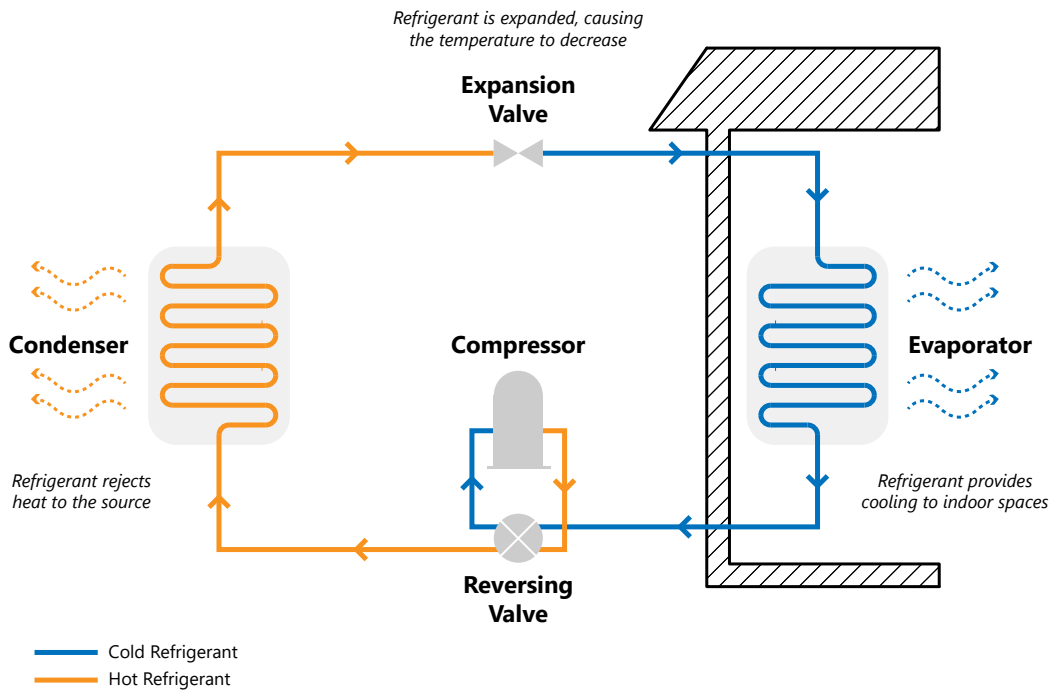 Refrigerant is expanded, causing
the temperature to decrease
Expansion
Valve
Condenser
Compressor
Evaporator
Refrigerant rejects
heat to the source
Refrigerant provides
cooling to indoor spaces
Reversing
Valve
Cold Refrigerant
Hot Refrigerant